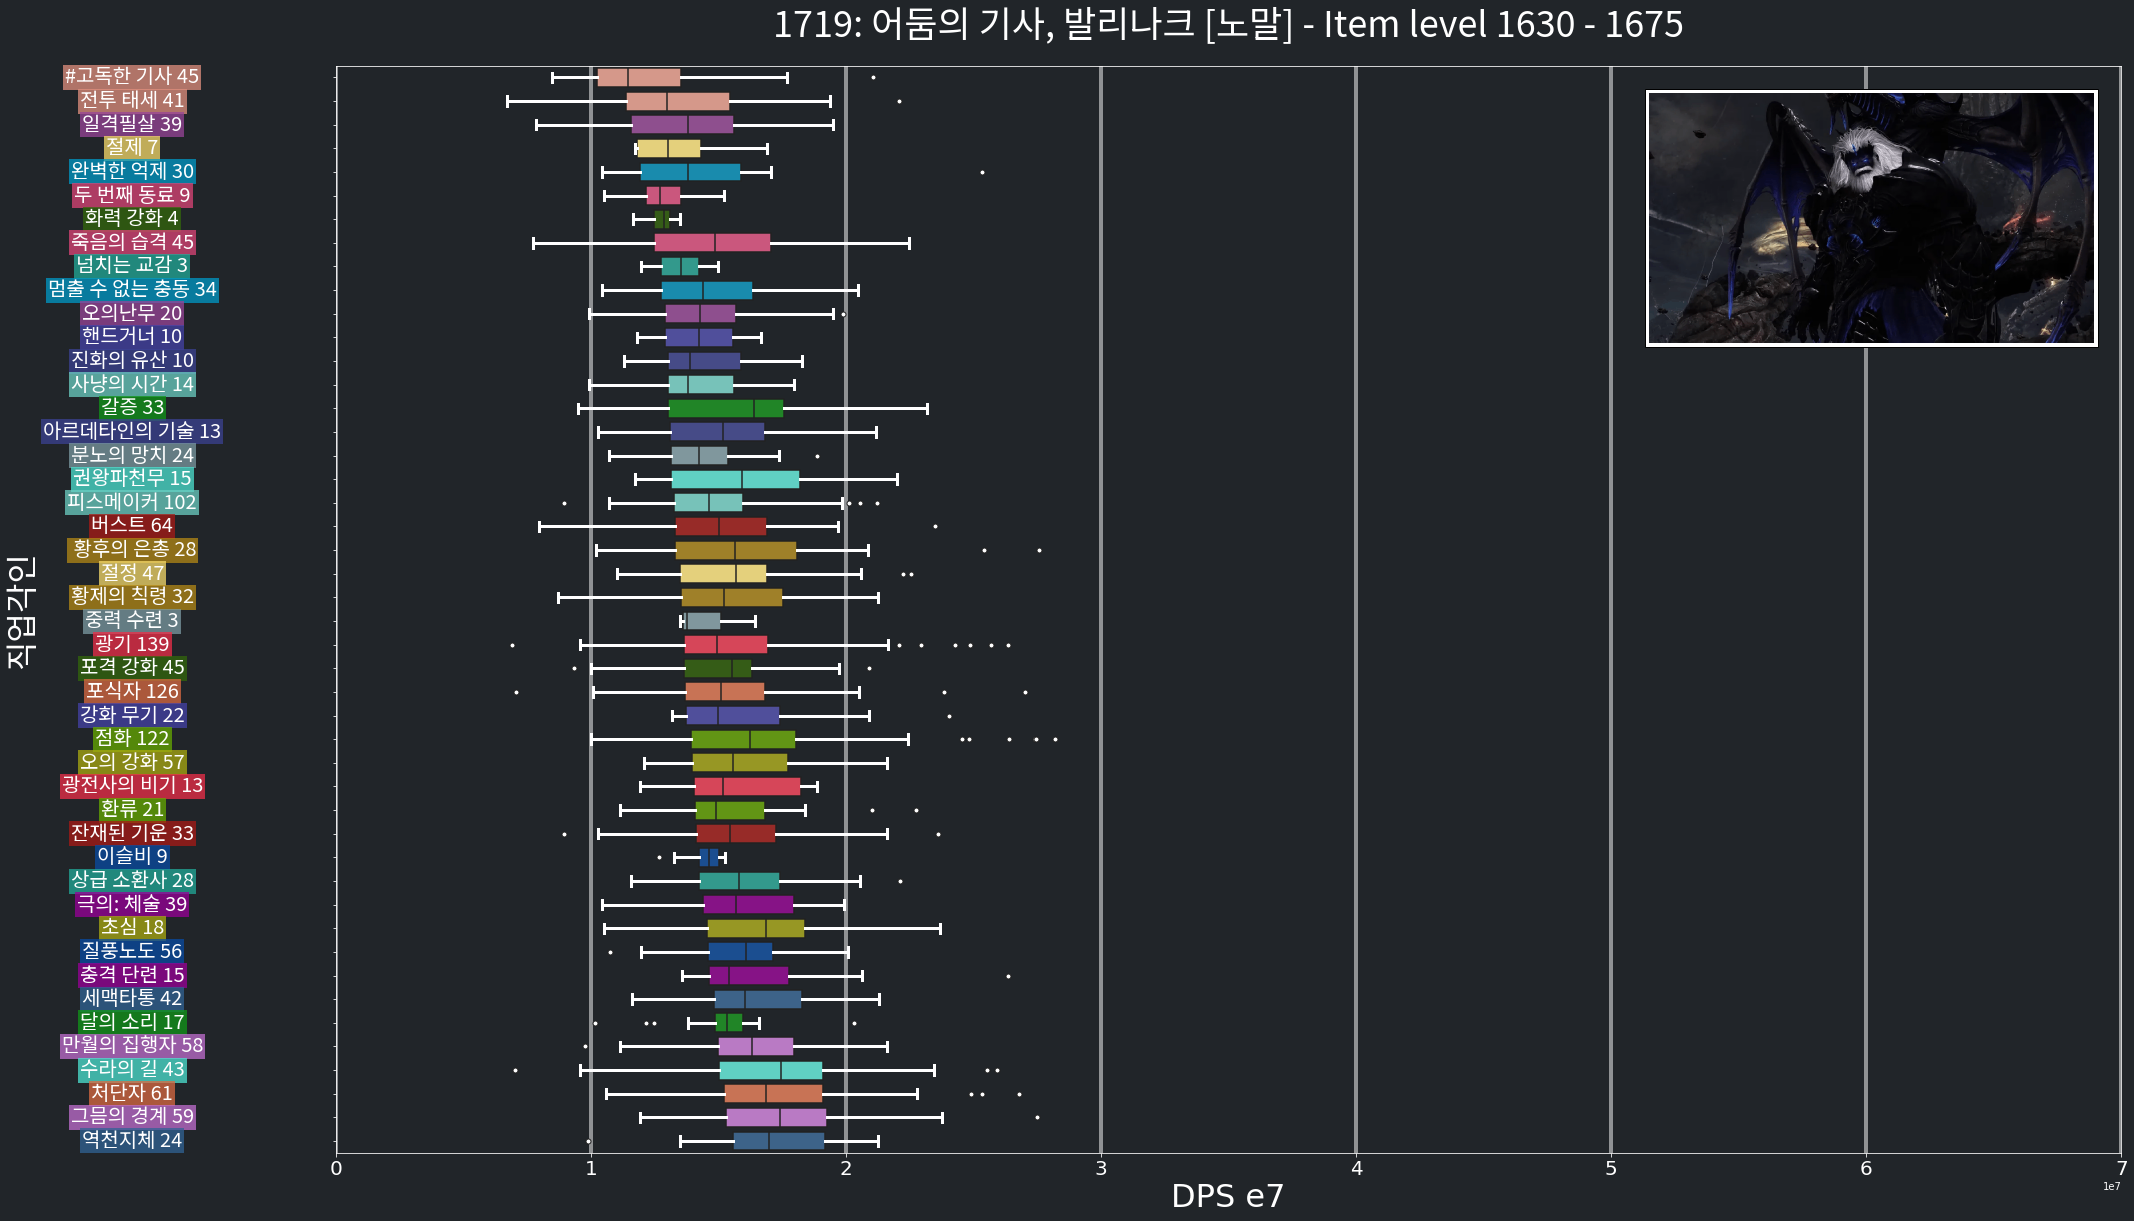 1719: 어둠의 기사, 발리나크 [노말] - Item level 1630 - 1675
#고독한 기사 45
전투 태세 41
일격필살 39
절제 7
완벽한 억제 30
두 번째 동료 9
화력 강화 4
죽음의 습격 45
넘치는 교감 3
멈출 수 없는 충동 34
오의난무 20
핸드거너 10
진화의 유산 10
사냥의 시간 14
갈증 33
아르데타인의 기술 13
분노의 망치 24
권왕파천무 15
피스메이커 102
버스트 64
황후의 은총 28
절정 47
황제의 칙령 32
중력 수련 3
광기 139
포격 강화 45
포식자 126
강화 무기 22
점화 122
오의 강화 57
광전사의 비기 13
환류 21
잔재된 기운 33
이슬비 9
상급 소환사 28
극의: 체술 39
초심 18
질풍노도 56
충격 단련 15
세맥타통 42
달의 소리 17
만월의 집행자 58
수라의 길 43
처단자 61
그믐의 경계 59
역천지체 24
직업각인
0 1 2 3 4 5 6 7
1e7
DPS e7